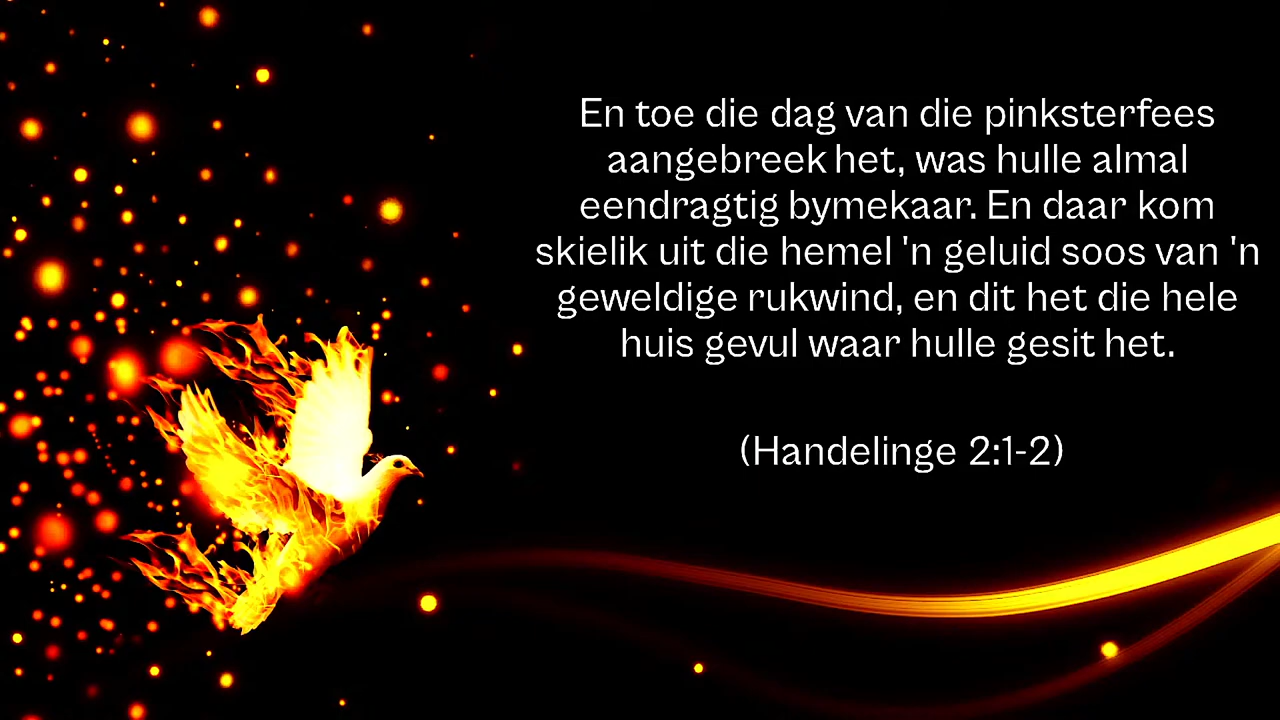 En toe die dag van die pinksterfees
aangebreek het, was hulle almal
eendragtig bymekaar. En daar kom
skielik uit die hemel 'n geluid soos van 'n
geweldige rukwind, en dit het die hele
huis gevul waar hulle gesit het.
(Handelinge 2:1-2)